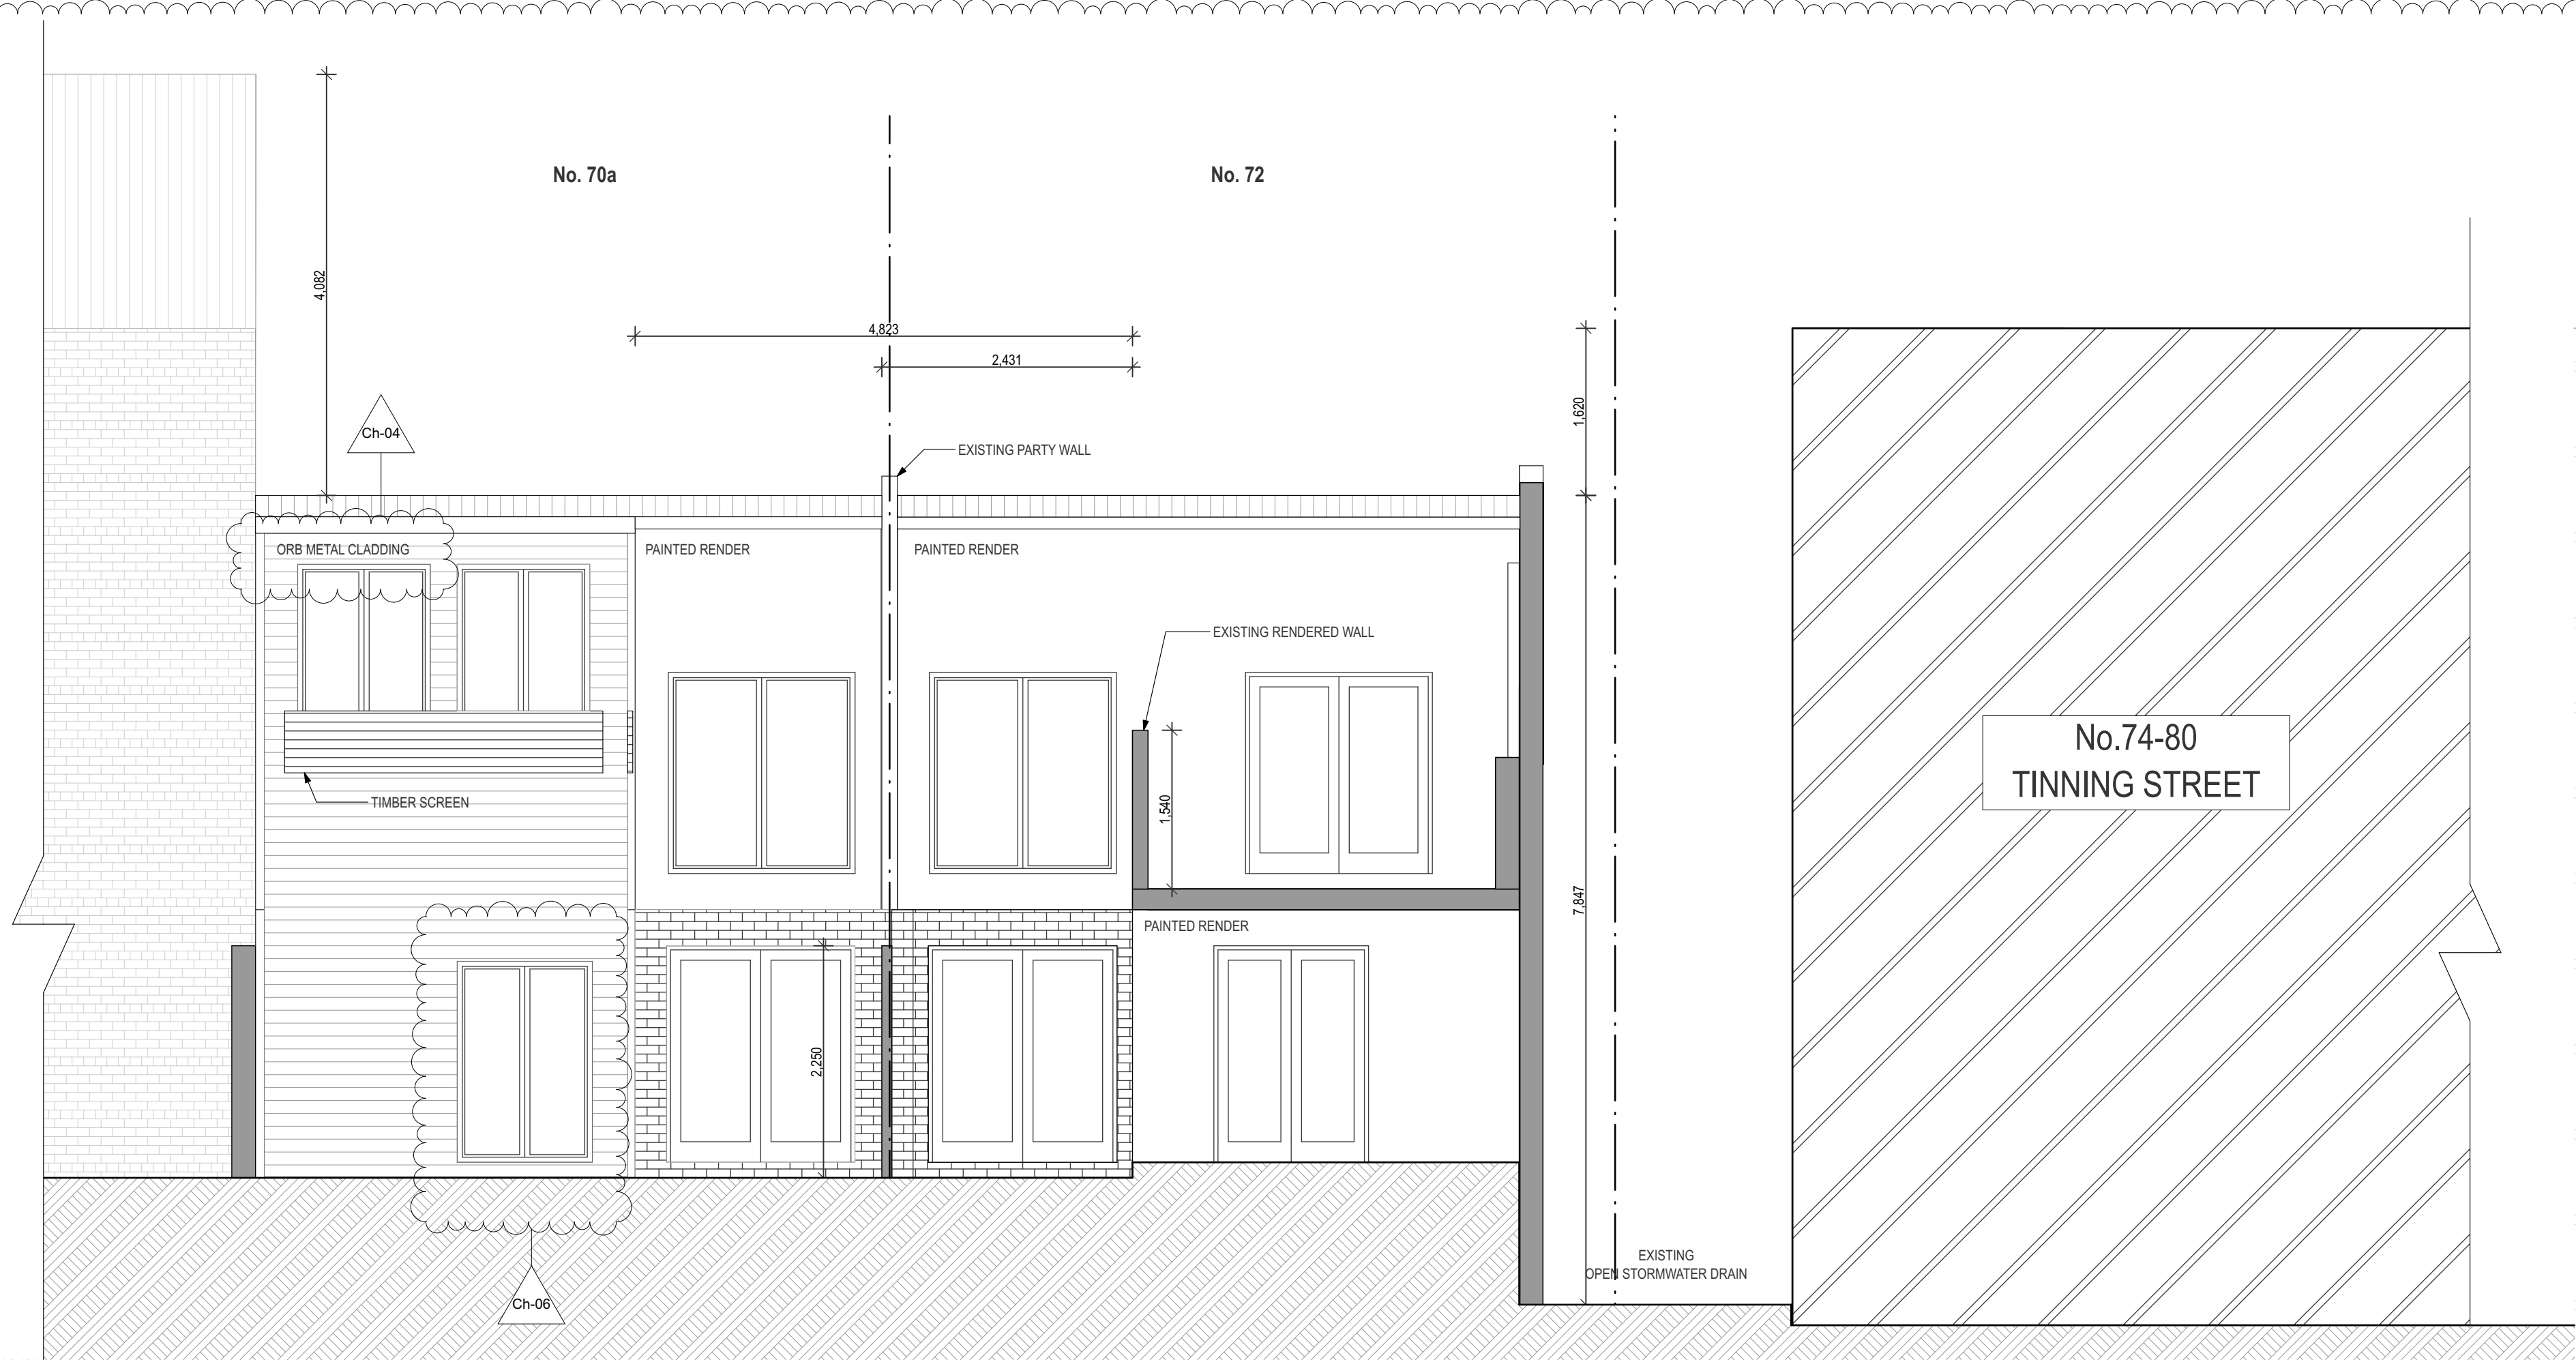 No. 70a
No. 72
4,082
4,823
2,431
1,620
Ch-04
EXISTING PARTY WALL
ORB METAL CLADDING
PAINTED RENDER
PAINTED RENDER
EXISTING RENDERED WALL
No.74-80
TINNING STREET
TIMBER SCREEN
1,540
7,847
PAINTED RENDER
2,250
EXISTING
OPEN STORMWATER DRAIN
Ch-06